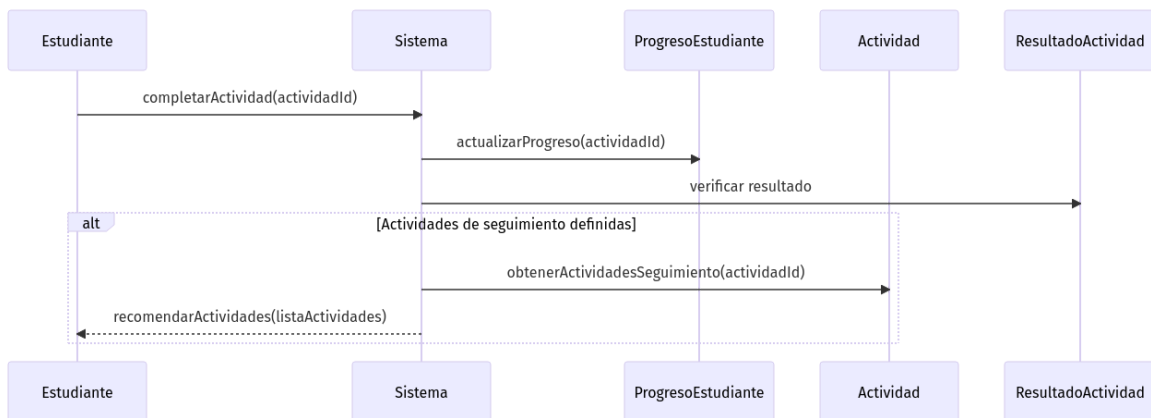 Estudiante
Sistema
ProgresoEstudiante
Actividad
ResultadoActividad
completarActividad(actividadId)
actualizarProgreso(actividadId)
verificar resultado
alt
[Actividades de seguimiento definidas]
obtenerActividadesSeguimiento(actividadId)
recomendarActividades(listaActividades)
Estudiante
Sistema
ProgresoEstudiante
Actividad
ResultadoActividad